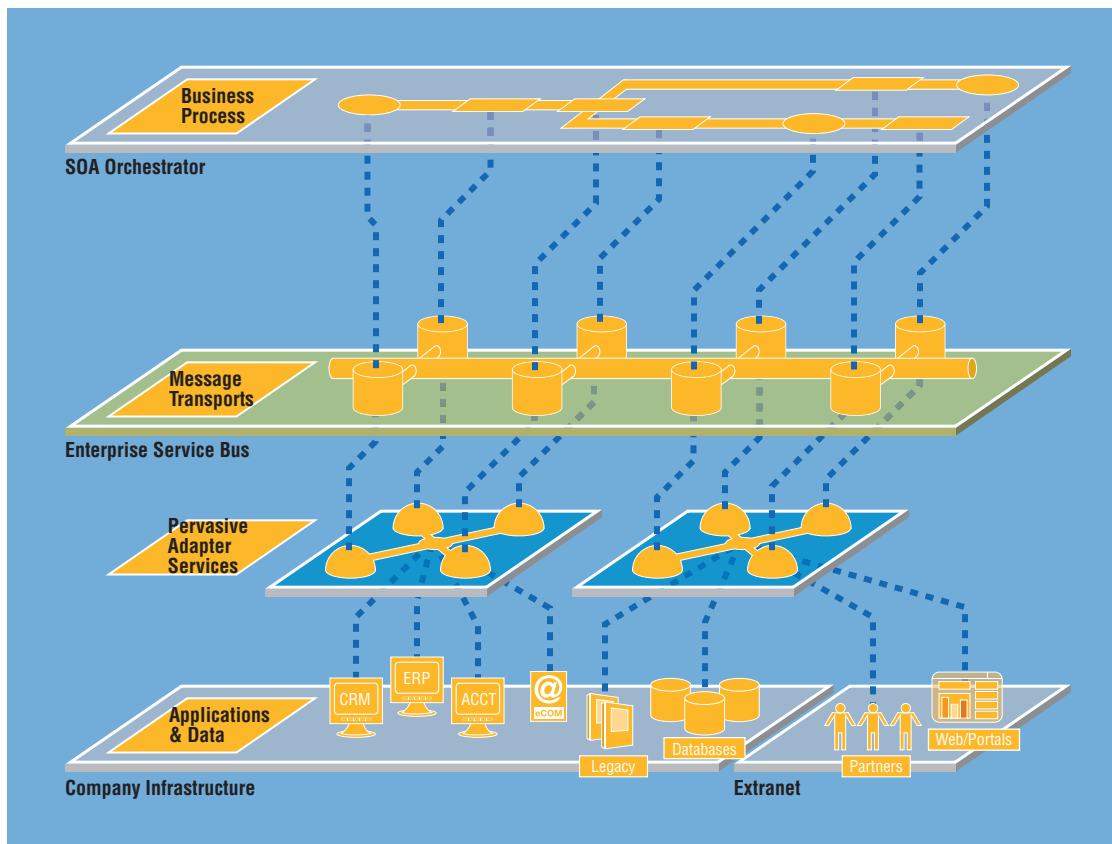 Business
Process
SOA Orchestrator
Message
Transports
Enterprise Service Bus
Pervasive
Adapter
Services
Applications
& Data
CRM
ERP
ACCT
@
eCOM
Legacy
Databases
Partners
Web/Portals
Company Infrastructure
Extranet